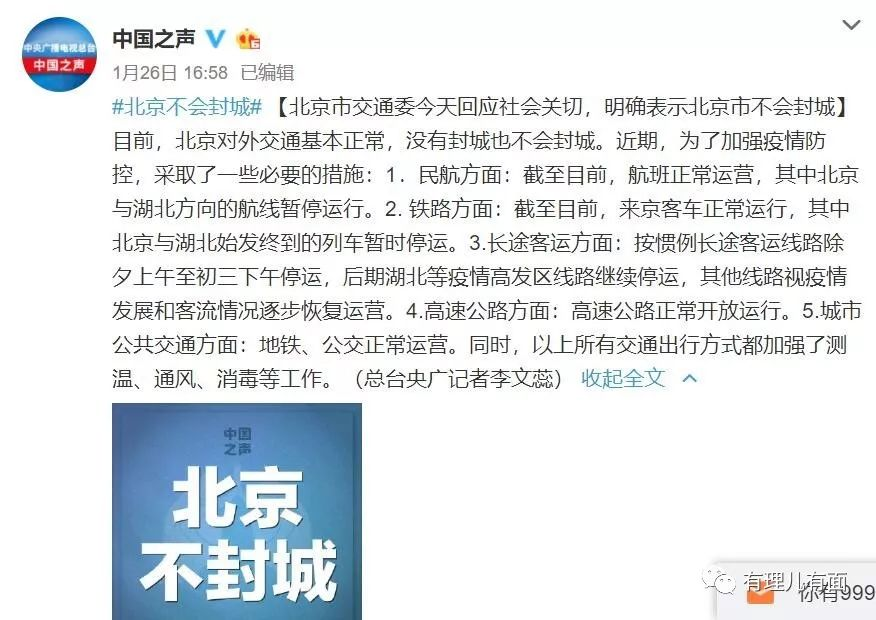 中央广播电视总台
中国之声
中国之声
1月26日 16:58 已编辑
#北京不会封城# 【北京市交通委今天回应社会关切，明确表示北京市不会封城】
目前，北京对外交通基本正常，没有封城也不会封城。近期，为了加强疫情防
控，采取了一些必要的措施：1．民航方面：截至目前，航班正常运营，其中北京
与湖北方向的航线暂停运行。2. 铁路方面：截至目前，来京客车正常运行，其中
北京与湖北始发终到的列车暂时停运。3.长途客运方面：按惯例长途客运线路除
夕上午至初三下午停运，后期湖北等疫情高发区线路继续停运，其他线路视疫情
发展和客流情况逐步恢复运营。4.高速公路方面：高速公路正常开放运行。5.城市
公共交通方面：地铁、公交正常运营。同时，以上所有交通出行方式都加强了测
温、通风、消毒等工作。（总台央广记者李文蕊） 收起全文
中国
之声
北京
不封城
有理儿有面
你有999